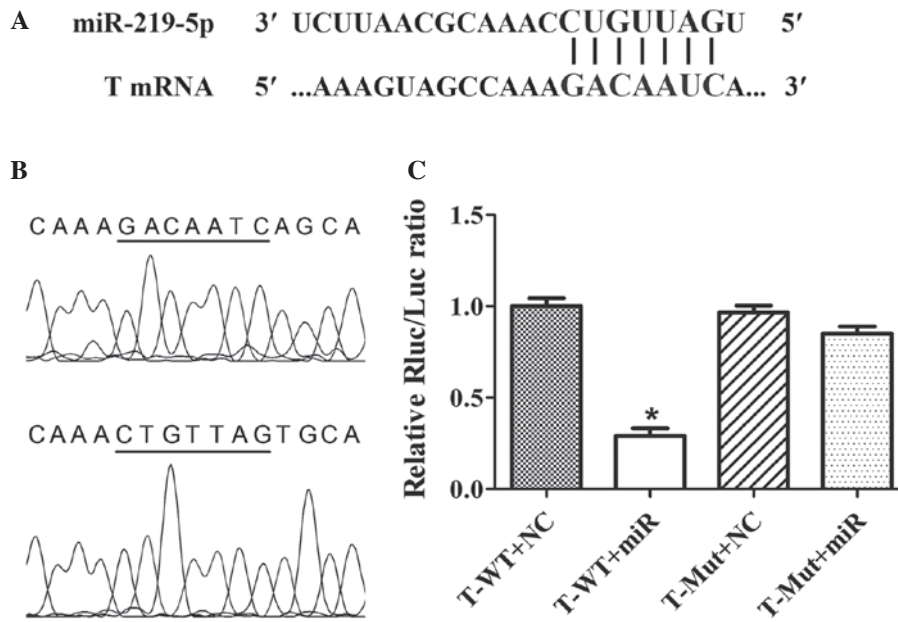 A
miR-219-5p 3′ UCUUAACGCAAACCUGUUAGU 5′
T mRNA 5′ ...AAAGUAGCCAAAGACAAUCA... 3′
B
CAAAGACAATCAGCA
CAAACTGTTAGTGCA
C
Relative Rluc/Luc ratio
1.5
1.0
0.5
0.0
*
T-WT+NC
T-WT+miR
T-Mut+NC
T-Mut+miR